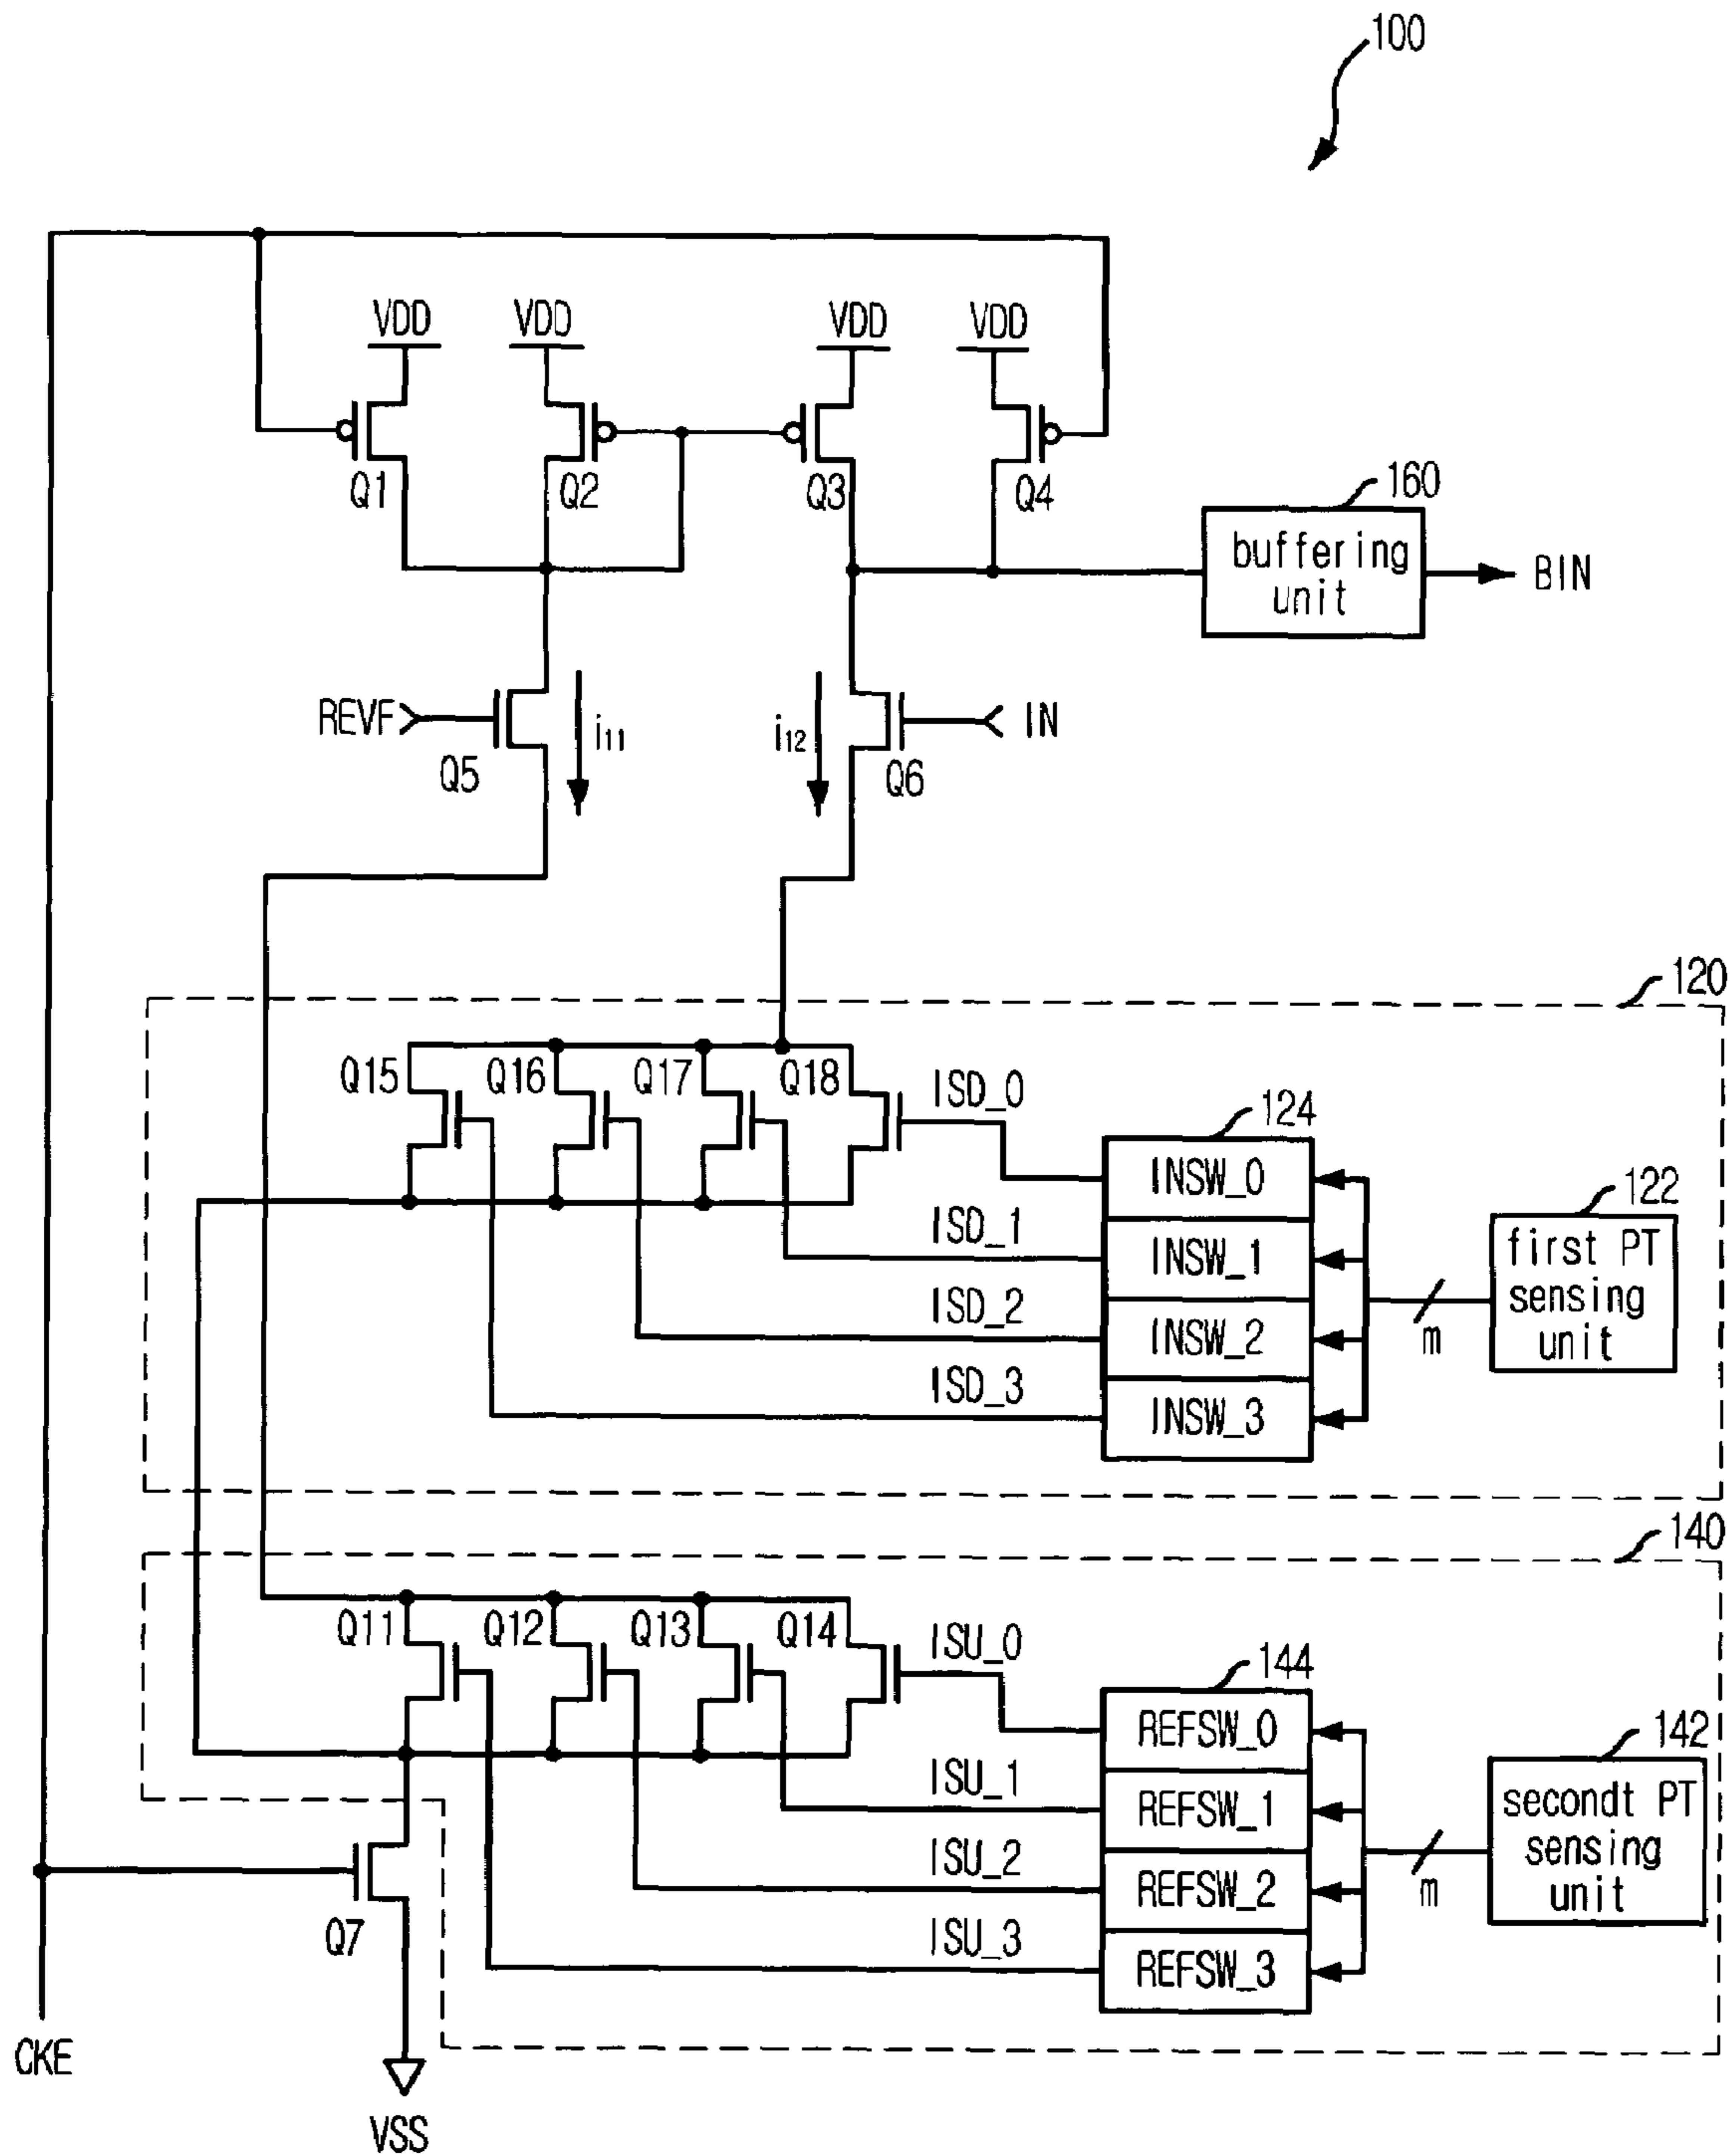 100
VDD
VDD
VDD
VDD
Q1
Q2
Q3
Q4
160
buffering
unit
BIN
REVF
Q5
i11
i12
Q6
IN
120
Q15
Q16
Q17
Q18
ISD_0
ISD_1
ISD_2
ISD_3
124
INSW_0
INSW_1
INSW_2
INSW_3
m
122
first PT
sensing
unit
140
Q11
Q12
Q13
Q14
ISU_0
ISU_1
ISU_2
ISU_3
144
REFSW_0
REFSW_1
REFSW_2
REFSW_3
m
142
secondt PT
sensing
unit
Q7
CKE
VSS